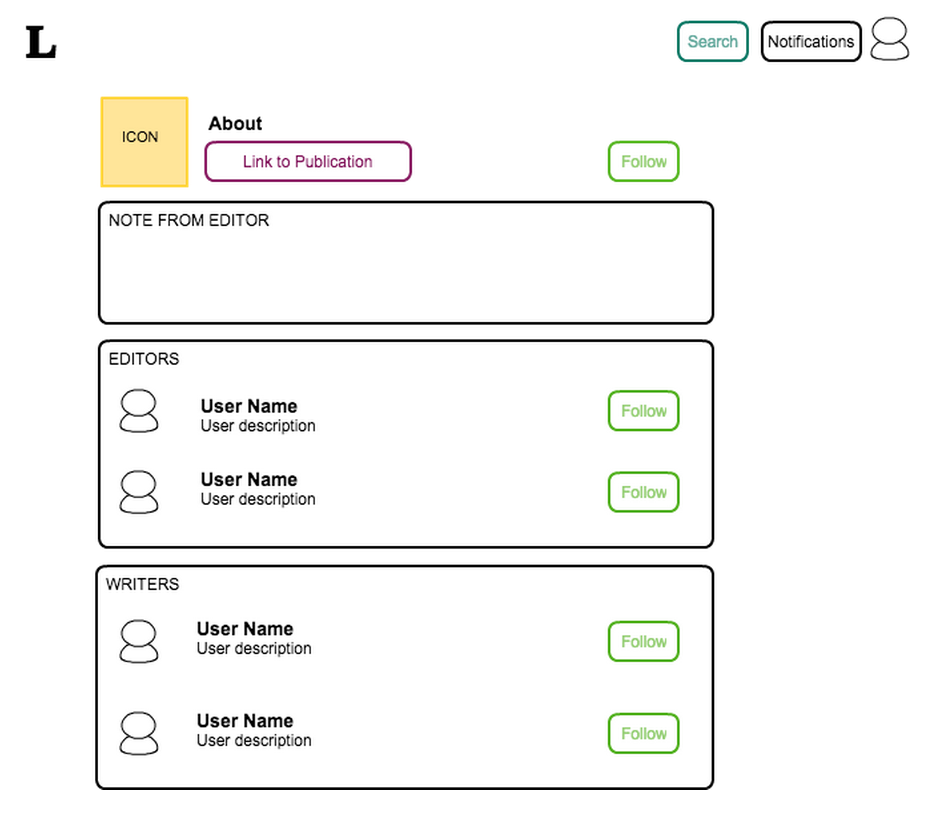 L
Search
Notifications
ICON
About
Link to Publication
Follow
NOTE FROM EDITOR
EDITORS
User Name
User description
Follow
User Name
User description
Follow
WRITERS
User Name
User description
Follow
User Name
User description
Follow